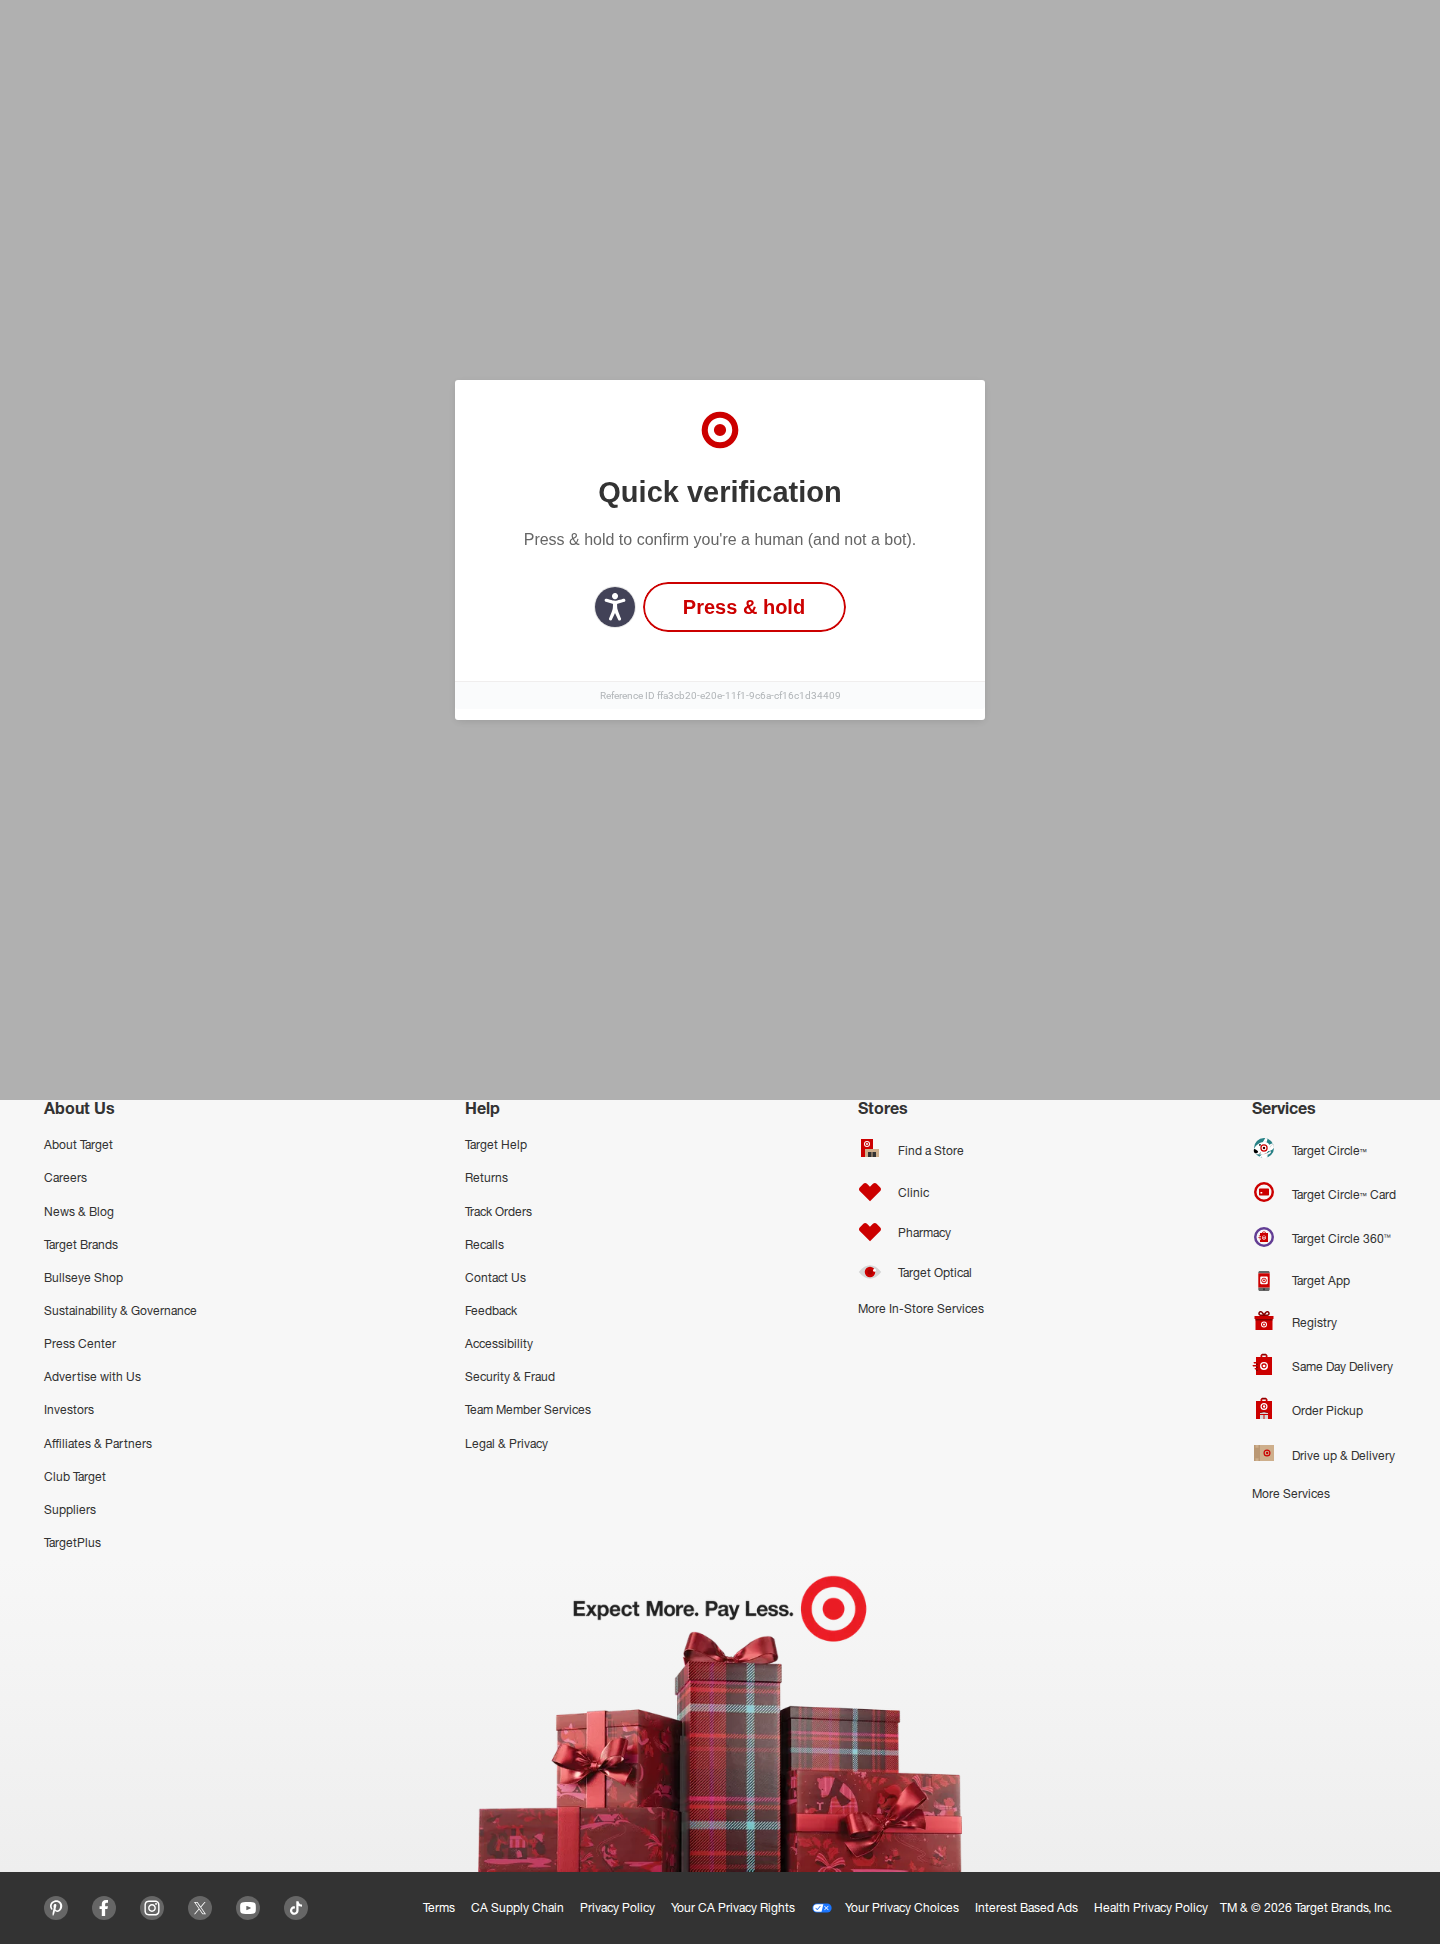 Quick verification
Press & hold to confirm you're a human (and not a bot).
Press & hold
Reference ID ffa3cb20-e20e-11f1-9c6a-cf16c1d34409
About Us
About Target
Careers
News & Blog
Target Brands
Bullseye Shop
Sustainability & Governance
Press Center
Advertise with Us
Investors
Affiliates & Partners
Club Target
Suppliers
TargetPlus
Help
Target Help
Returns
Track Orders
Recalls
Contact Us
Feedback
Accessibility
Security & Fraud
Team Member Services
Legal & Privacy
Stores
Find a Store
Clinic
Pharmacy
Target Optical
More In-Store Services
Services
Target Circle™
Target Circle™ Card
Target Circle 360™
Target App
Registry
Same Day Delivery
Order Pickup
Drive up & Delivery
More Services
Expect More. Pay Less.
Terms CA Supply Chain Privacy Policy Your CA Privacy Rights Your Privacy Choices Interest Based Ads Health Privacy Policy TM & © 2026 Target Brands, Inc.